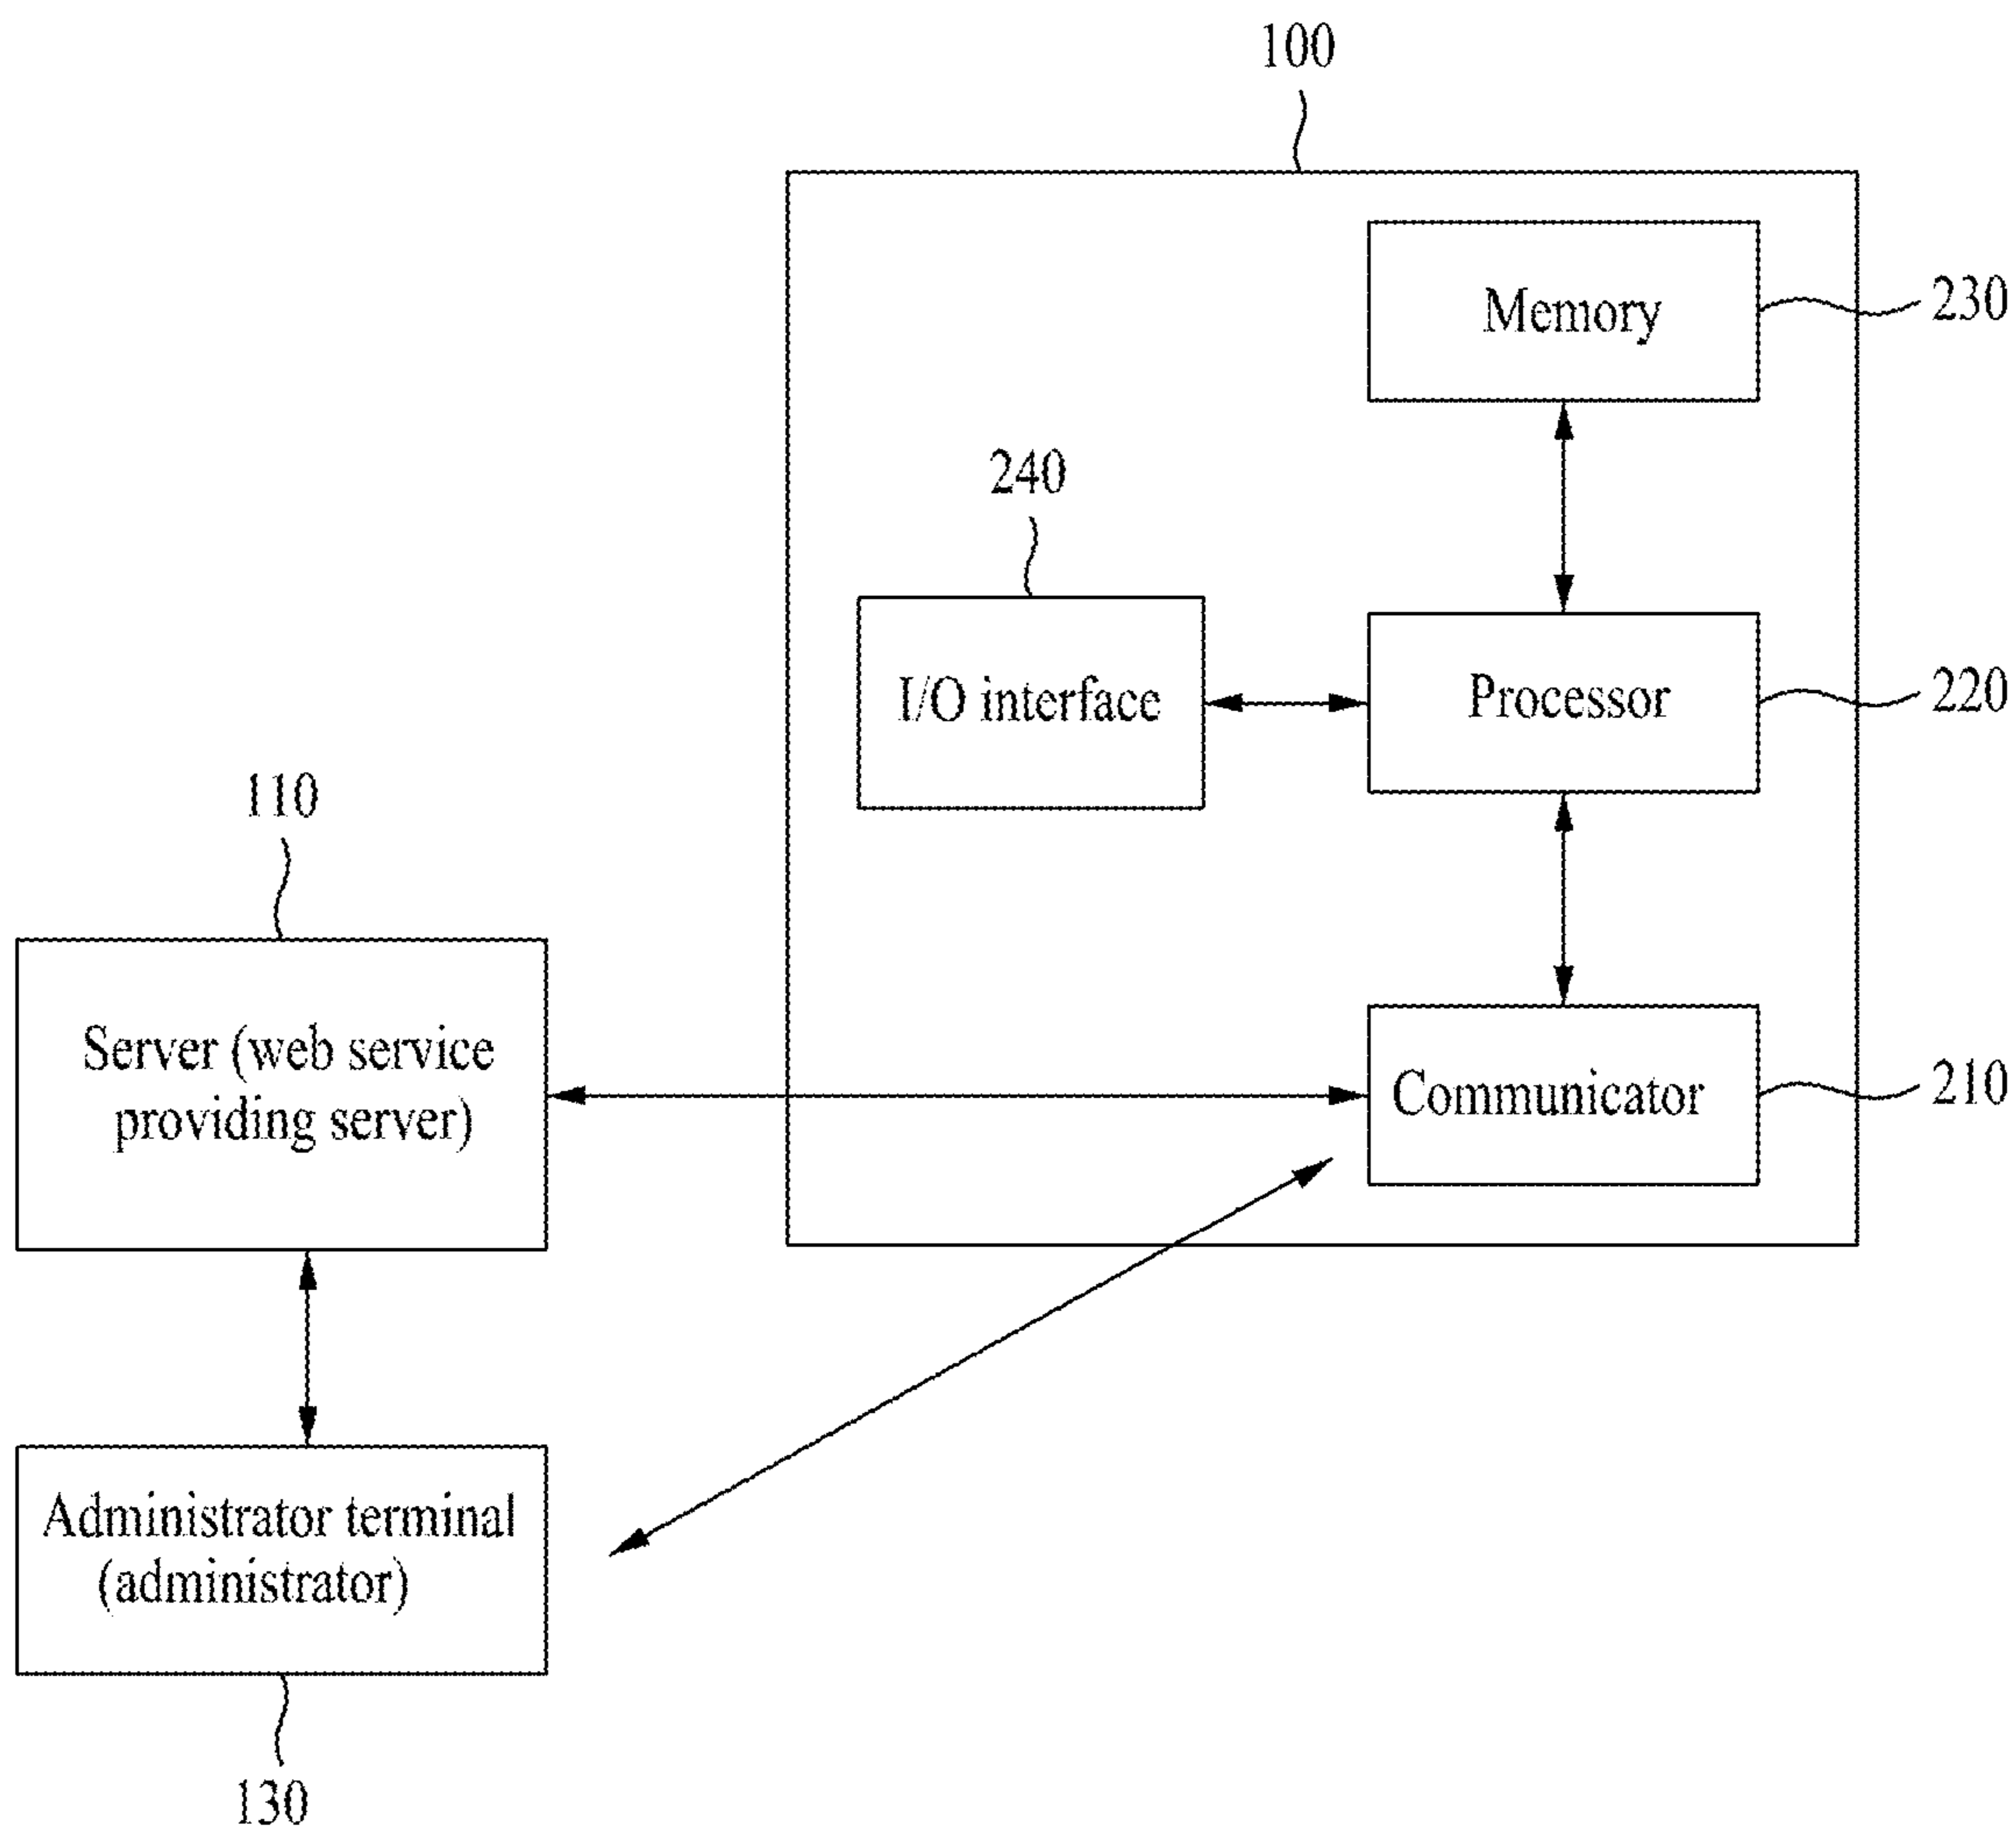 100
Memory
230
240
I/O interface
Processor
220
110
Server (web service
providing server)
Communicator
210
Administrator terminal
(administrator)
130